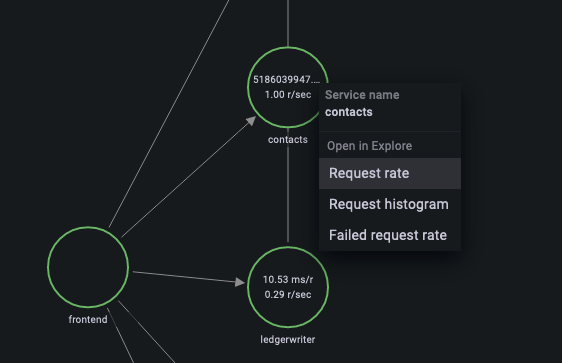 5186039947....
1.00 r/sec
contacts
Service name
contacts
Open in Explore
Request rate
Request histogram
Failed request rate
10.53 ms/r
0.29 r/sec
ledgerwriter
frontend